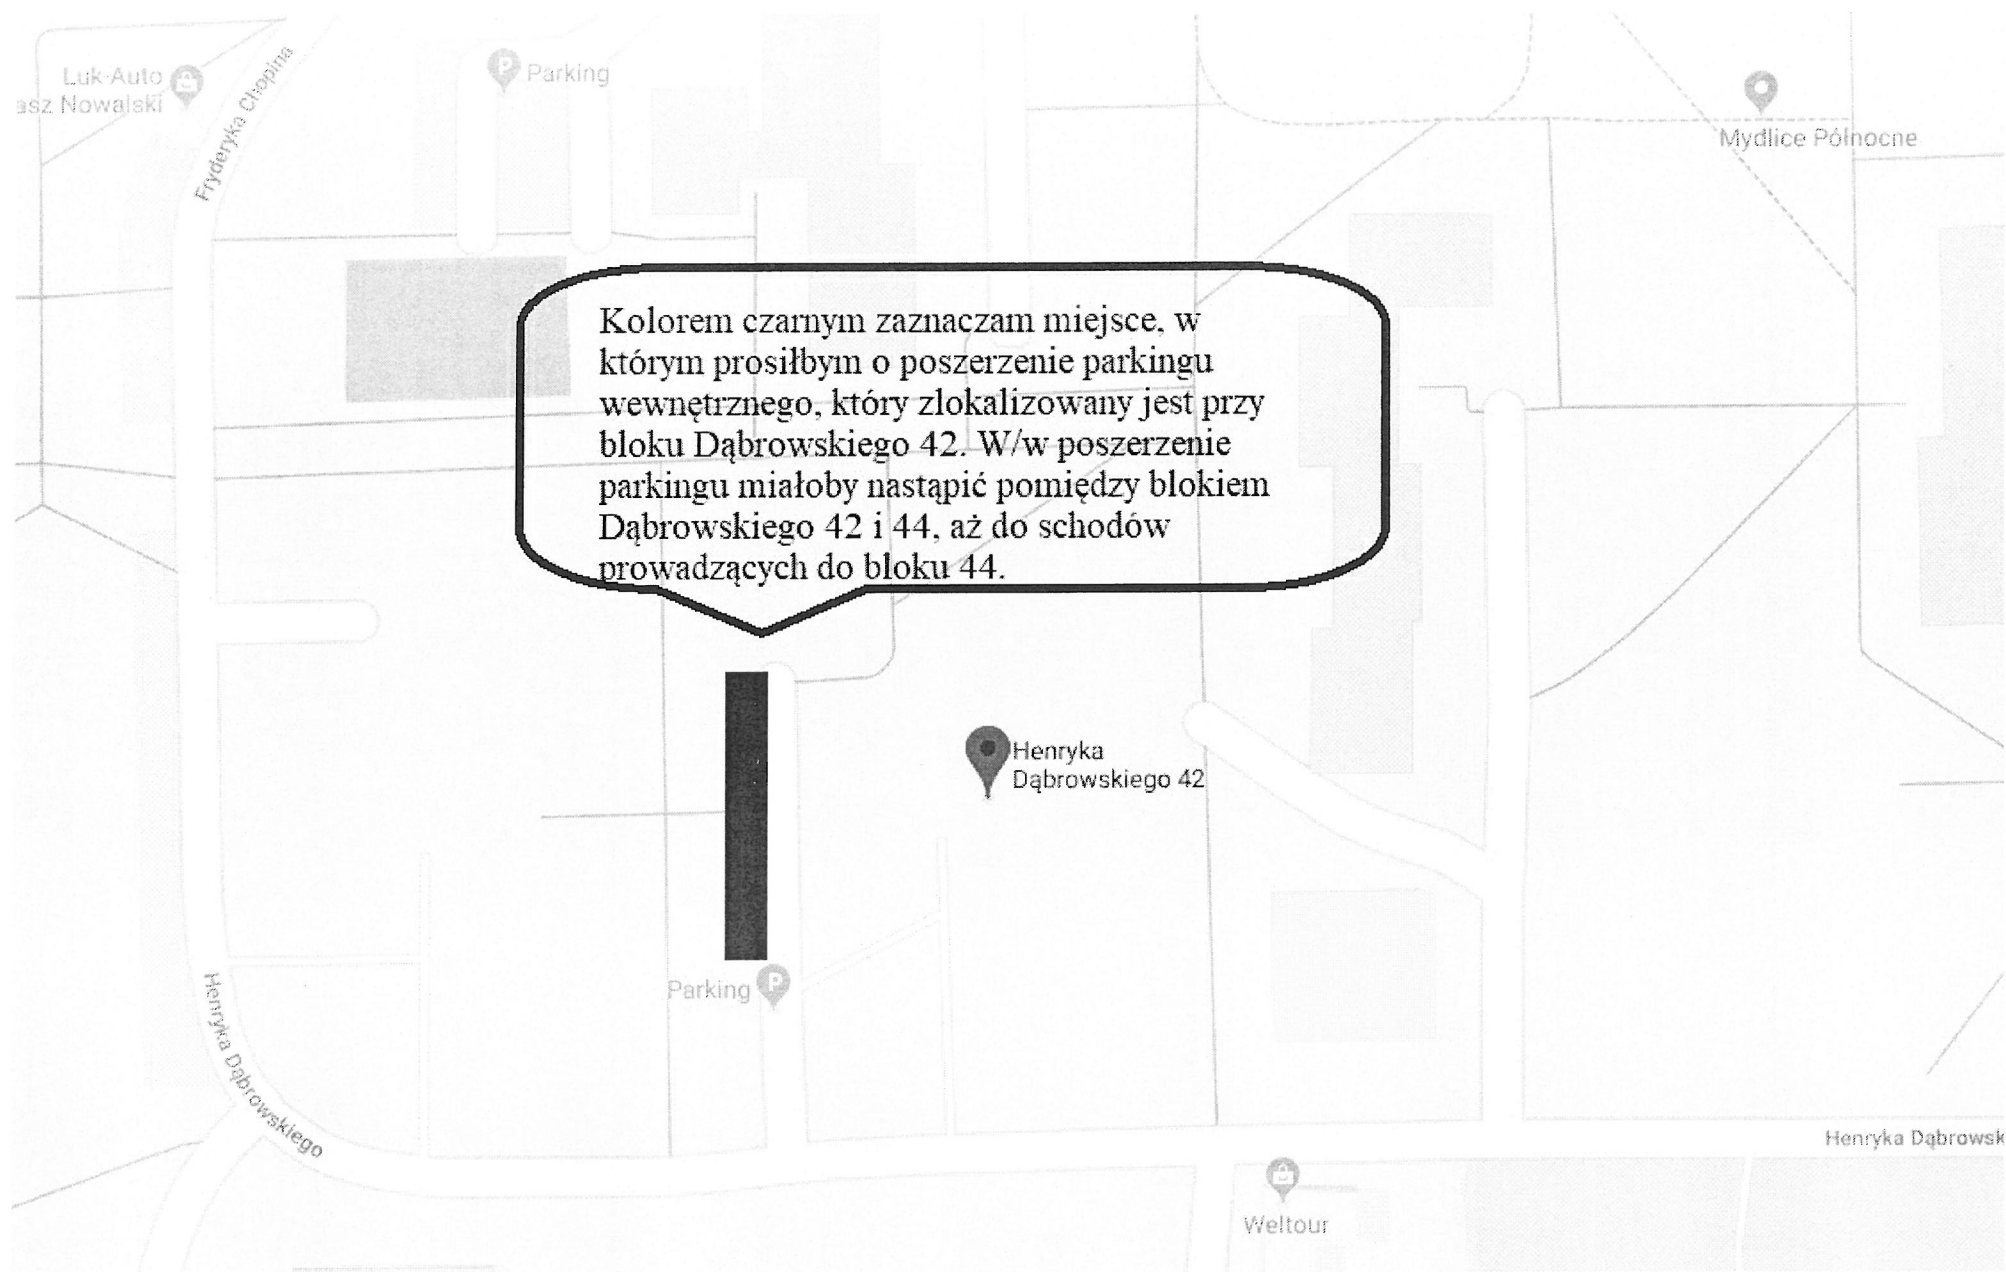 Luk-Auto
asz Nowalski
Fryderyka Chopina
Parking
Mydlice Północne
Kolorem czarnym zaznaczam miejsce, w
którym prosiłbym o poszerzenie parkingu
wewnętrznego, który zlokalizowany jest przy
bloku Dąbrowskiego 42. W/w poszerzenie
parkingu miałoby nastąpić pomiędzy blokiem
Dąbrowskiego 42 i 44, aż do schodów
prowadzących do bloku 44.
Henryka
Dąbrowskiego 42
Parking
Henryka Dąbrowskiego
Henryka Dąbrowsk
Weltour